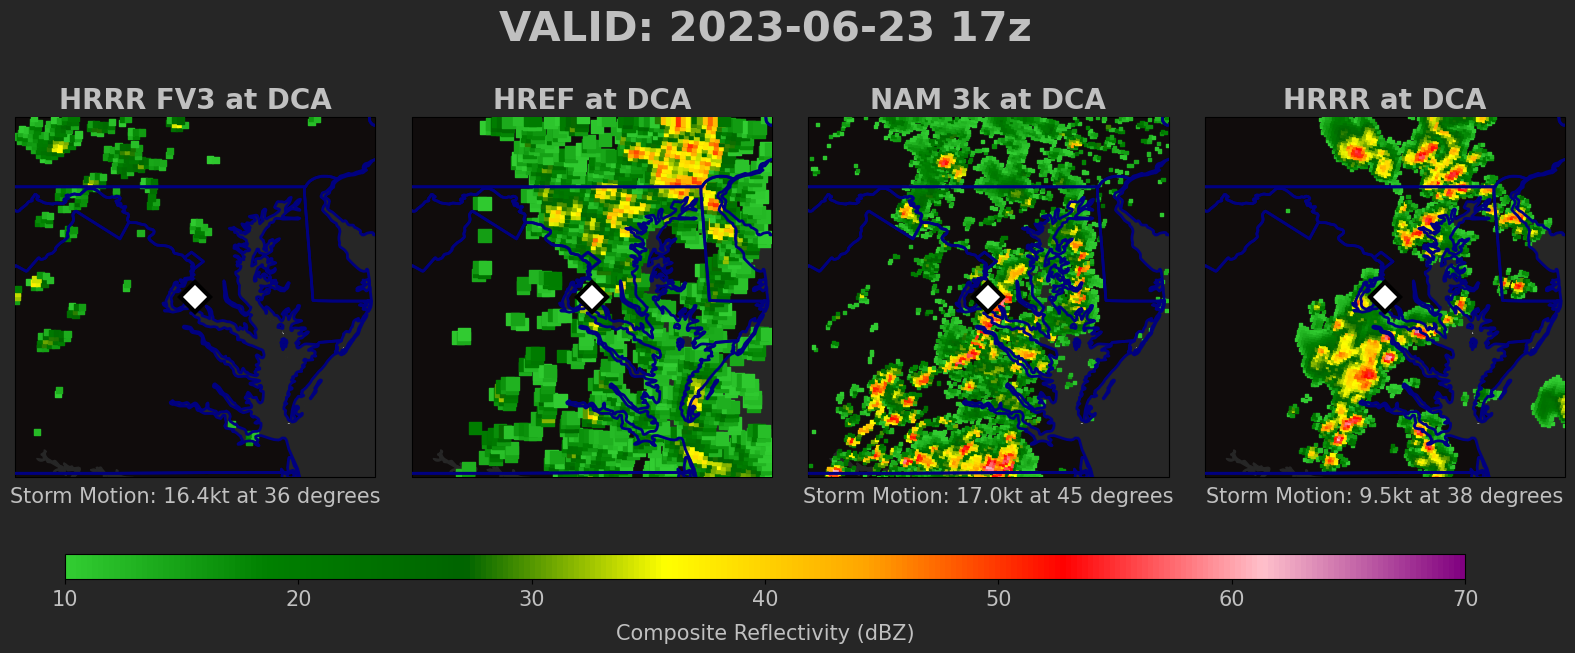 VALID: 2023-06-23 17z
HRRR FV3 at DCA
HREF at DCA
NAM 3k at DCA
HRRR at DCA
Storm Motion: 16.4kt at 36 degrees
Storm Motion: 17.0kt at 45 degrees
Storm Motion: 9.5kt at 38 degrees
10 20 30 40 50 60 70
Composite Reflectivity (dBZ)